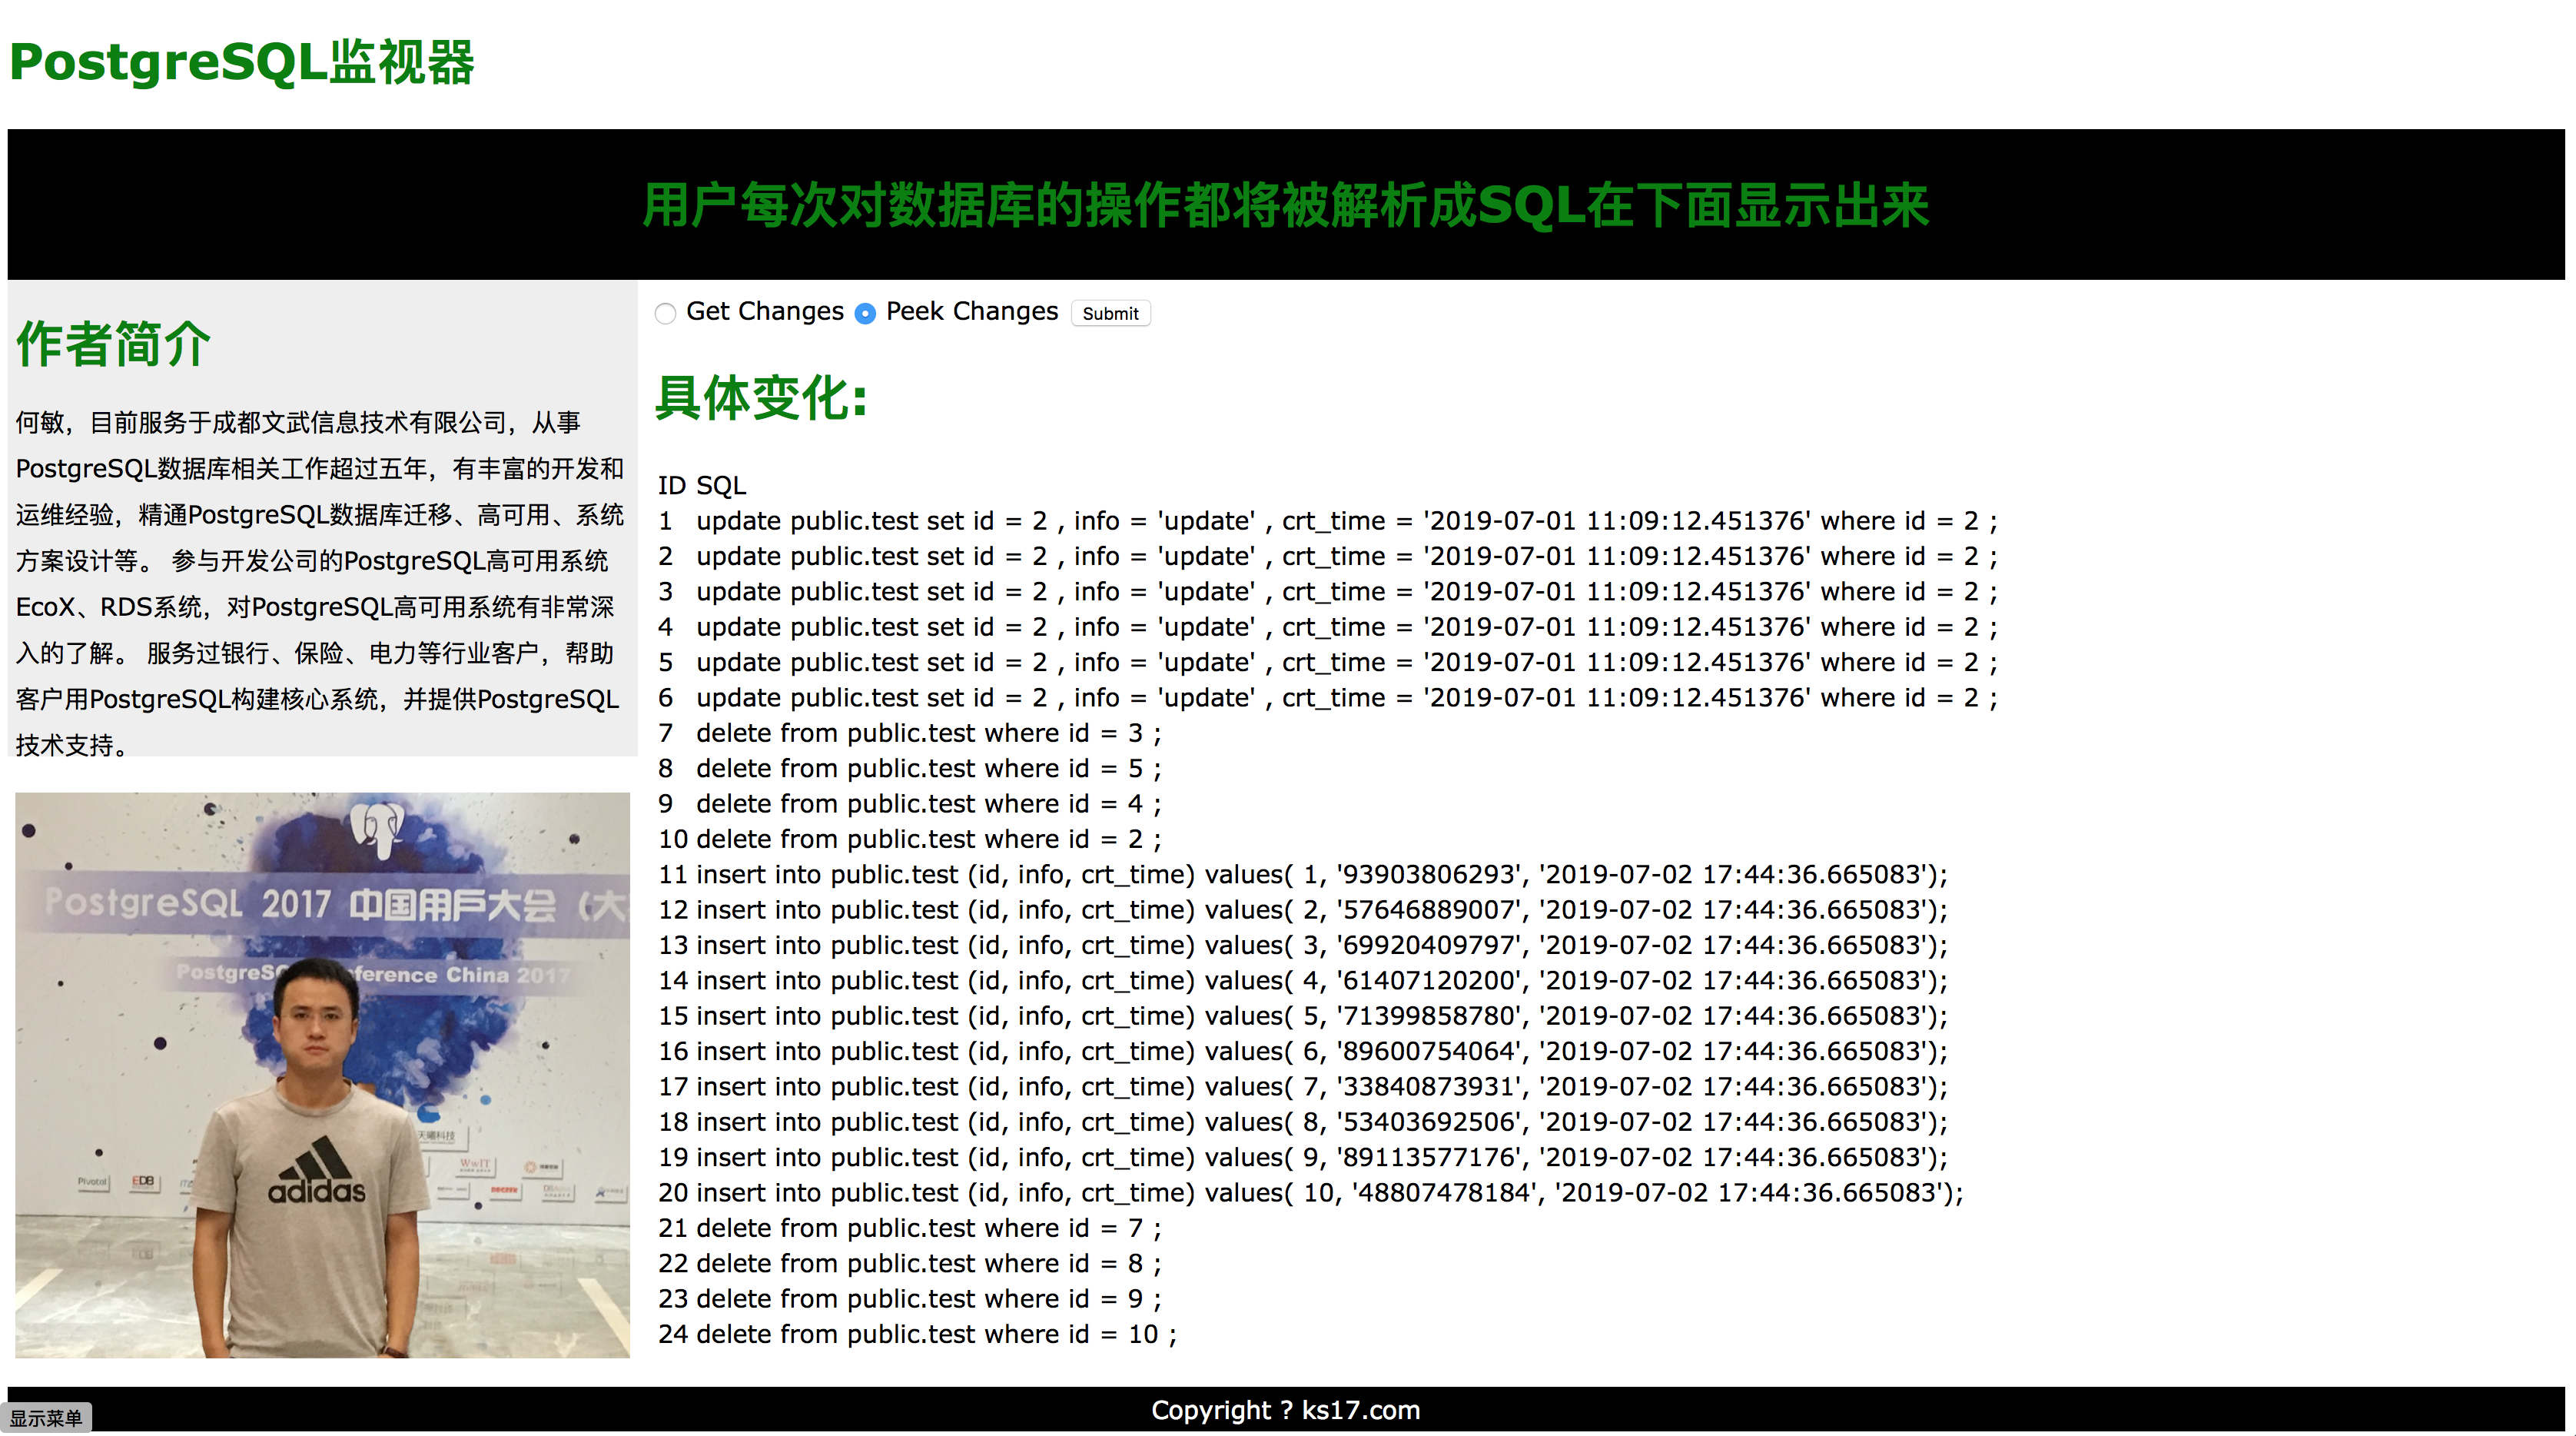 PostgreSQL监视器
用户每次对数据库的操作都将被解析成SQL在下面显示出来
作者简介
何敏，目前服务于成都文武信息技术有限公司，从事
PostgreSQL数据库相关工作超过五年，有丰富的开发和
运维经验，精通PostgreSQL数据库迁移、高可用、系统
方案设计等。 参与开发公司的PostgreSQL高可用系统
EcoX、RDS系统，对PostgreSQL高可用系统有非常深
入的了解。 服务过银行、保险、电力等行业客户，帮助
客户用PostgreSQL构建核心系统，并提供PostgreSQL
技术支持。
PostgreSQL 2017 中国用戶大会（大
PostgreS ference China 2017
天曦科技
WwIT
Pivotal EDB
adidas
Get Changes Peek Changes Submit
具体变化:
ID SQL
1 update public.test set id = 2 , info = 'update' , crt_time = '2019-07-01 11:09:12.451376' where id = 2 ;
2 update public.test set id = 2 , info = 'update' , crt_time = '2019-07-01 11:09:12.451376' where id = 2 ;
3 update public.test set id = 2 , info = 'update' , crt_time = '2019-07-01 11:09:12.451376' where id = 2 ;
4 update public.test set id = 2 , info = 'update' , crt_time = '2019-07-01 11:09:12.451376' where id = 2 ;
5 update public.test set id = 2 , info = 'update' , crt_time = '2019-07-01 11:09:12.451376' where id = 2 ;
6 update public.test set id = 2 , info = 'update' , crt_time = '2019-07-01 11:09:12.451376' where id = 2 ;
7 delete from public.test where id = 3 ;
8 delete from public.test where id = 5 ;
9 delete from public.test where id = 4 ;
10 delete from public.test where id = 2 ;
11 insert into public.test (id, info, crt_time) values( 1, '93903806293', '2019-07-02 17:44:36.665083');
12 insert into public.test (id, info, crt_time) values( 2, '57646889007', '2019-07-02 17:44:36.665083');
13 insert into public.test (id, info, crt_time) values( 3, '69920409797', '2019-07-02 17:44:36.665083');
14 insert into public.test (id, info, crt_time) values( 4, '61407120200', '2019-07-02 17:44:36.665083');
15 insert into public.test (id, info, crt_time) values( 5, '71399858780', '2019-07-02 17:44:36.665083');
16 insert into public.test (id, info, crt_time) values( 6, '89600754064', '2019-07-02 17:44:36.665083');
17 insert into public.test (id, info, crt_time) values( 7, '33840873931', '2019-07-02 17:44:36.665083');
18 insert into public.test (id, info, crt_time) values( 8, '53403692506', '2019-07-02 17:44:36.665083');
19 insert into public.test (id, info, crt_time) values( 9, '89113577176', '2019-07-02 17:44:36.665083');
20 insert into public.test (id, info, crt_time) values( 10, '48807478184', '2019-07-02 17:44:36.665083');
21 delete from public.test where id = 7 ;
22 delete from public.test where id = 8 ;
23 delete from public.test where id = 9 ;
24 delete from public.test where id = 10 ;
Copyright ? ks17.com
显示菜单